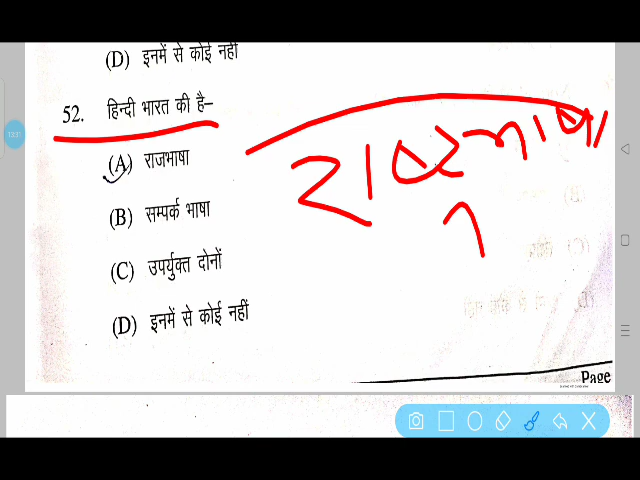 (D) इनमें से कोई नहीं
52. हिन्दी भारत की है–
(A) राजभाषा
राष्ट्रभाषा
(B) सम्पर्क भाषा
(C) उपर्युक्त दोनों
(D) इनमें से कोई नहीं
Page